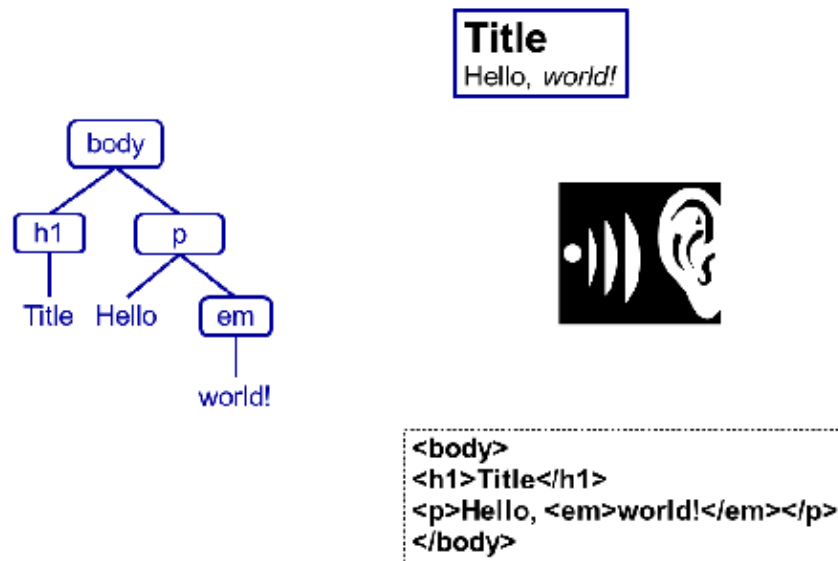 Title
Hello, world!
body
h1 p
Title Hello em
world!
<body>
<h1>Title</h1>
<p>Hello, <em>world!</em></p>
</body>